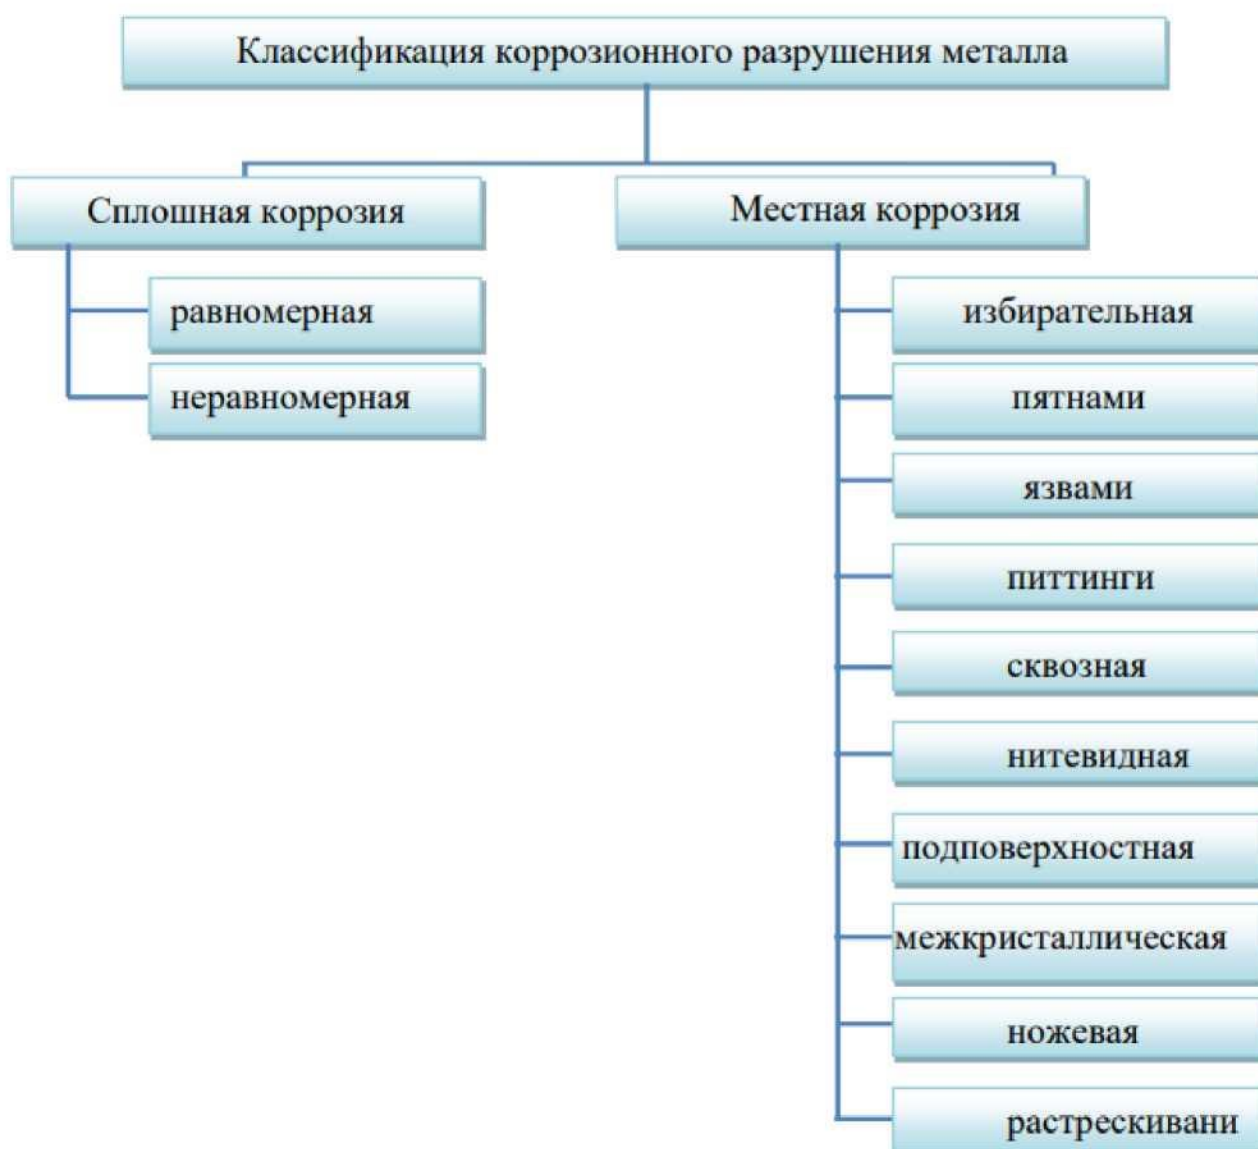 Классификация коррозионного разрушения металла
Сплошная коррозия
равномерная
неравномерная
Местная коррозия
избирательная
пятнами
язвами
питтинги
сквозная
нитевидная
подповерхностная
межкристаллическая
ножевая
растрескивани